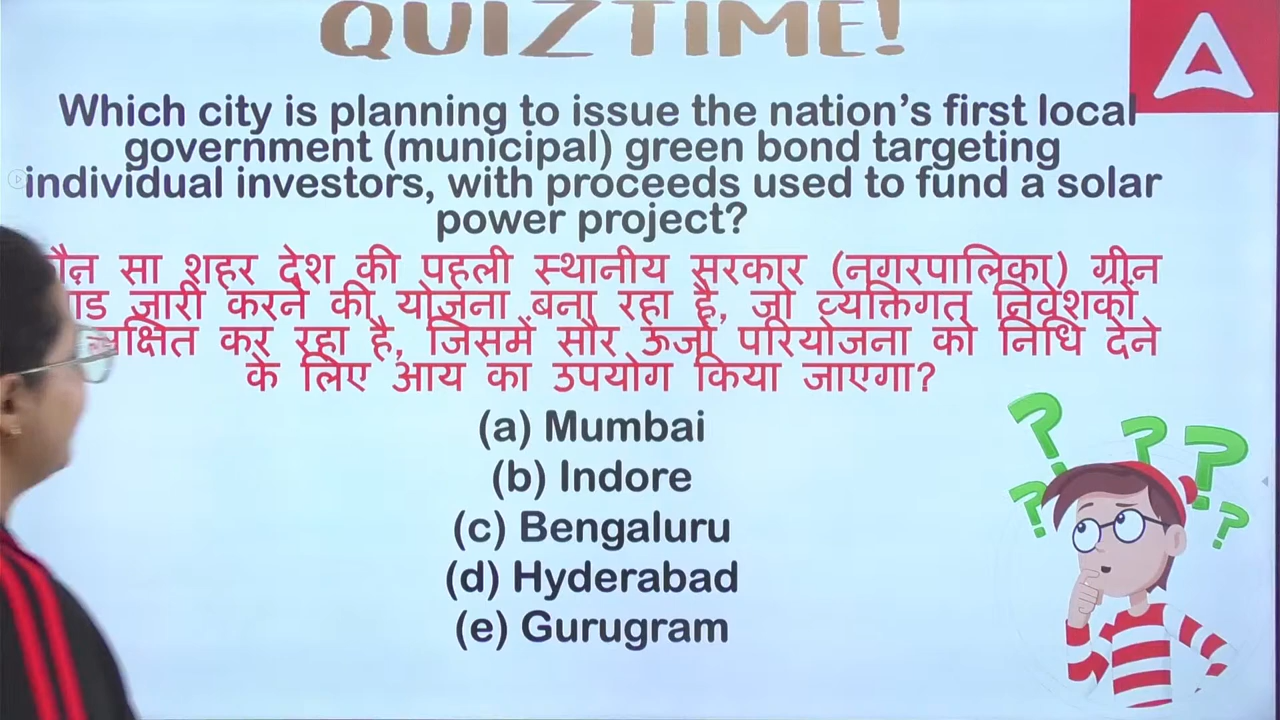 QUIZ TIME!
Which city is planning to issue the nation's first local
government (municipal) green bond targeting
individual investors, with proceeds used to fund a solar
power project?
सा शहर देश की पहली स्थानीय सरकार (नगरपालिका) ग्रीन
जारी करने की योजना बना रहा है, जो व्यक्तिगत निवेशकों
कर रहा है, जिसमें सौर ऊर्जा परियोजना को निधि देने
के लिए आय का उपयोग किया जाएगा?
(a) Mumbai
(b) Indore
(c) Bengaluru
(d) Hyderabad
(e) Gurugram